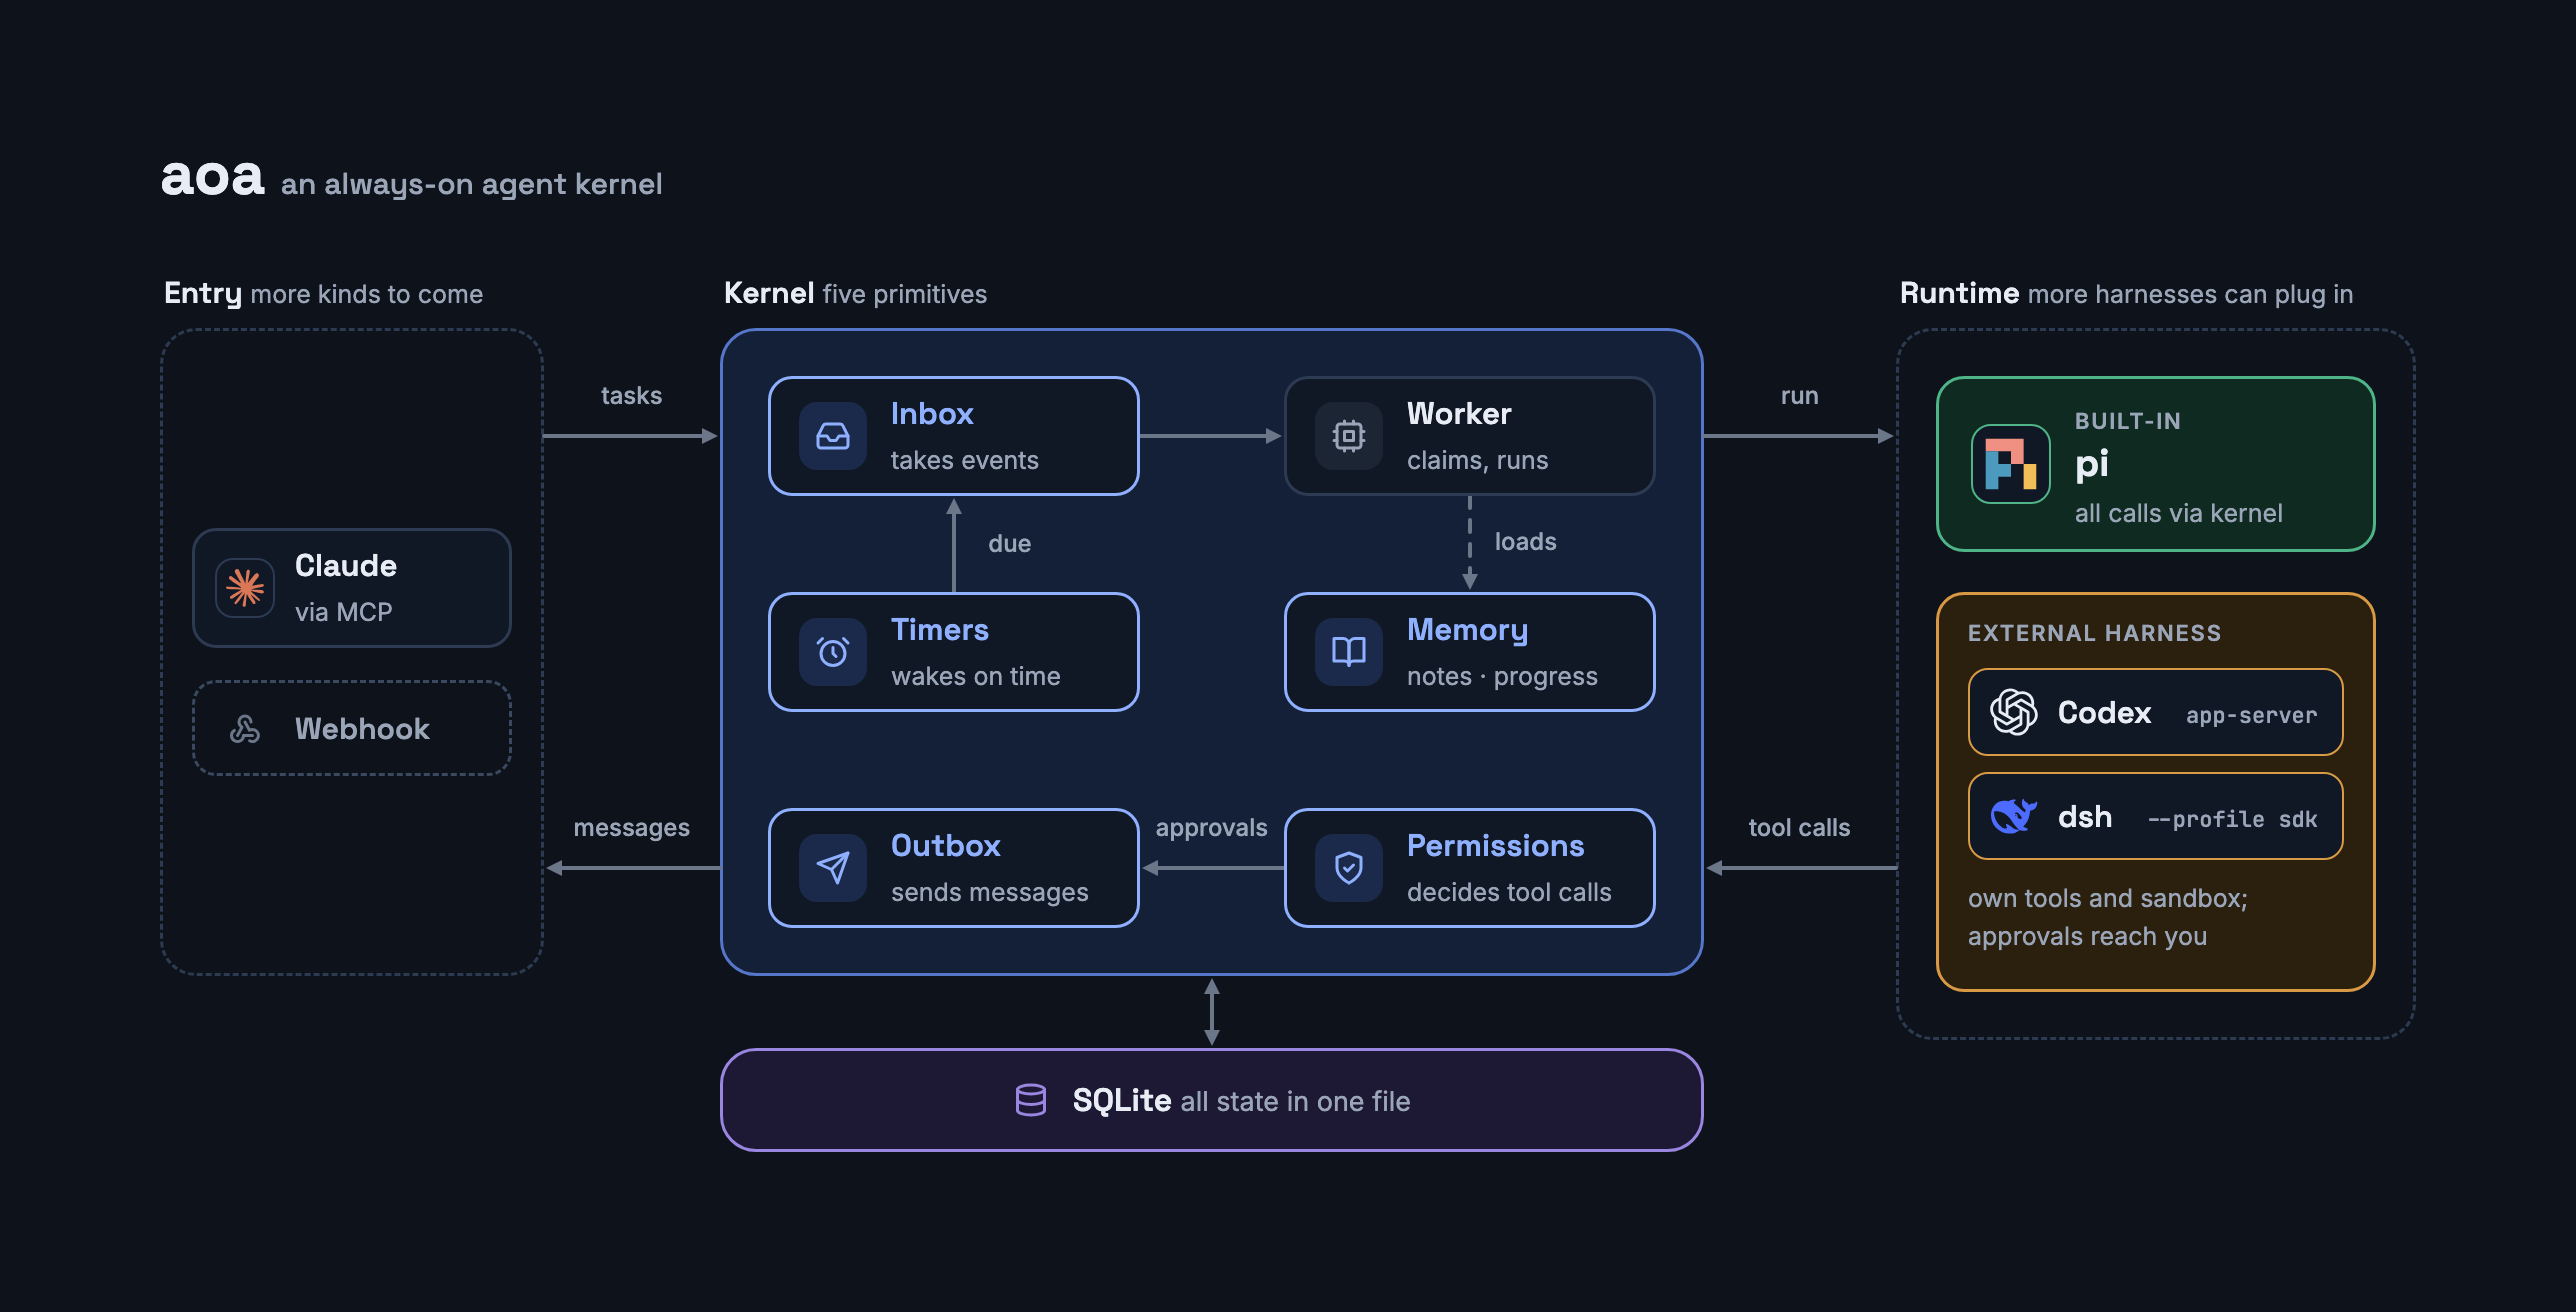 aoa an always-on agent kernel
Entry more kinds to come
Kernel five primitives
Runtime more harnesses can plug in
tasks
Inbox
takes events
Worker
claims, runs
run
BUILT-IN
pi
all calls via kernel
due
loads
Claude
via MCP
Timers
wakes on time
Memory
notes · progress
EXTERNAL HARNESS
Codex app-server
Webhook
messages
Outbox
sends messages
approvals
Permissions
decides tool calls
tool calls
dsh --profile sdk
own tools and sandbox;
approvals reach you
SQLite all state in one file